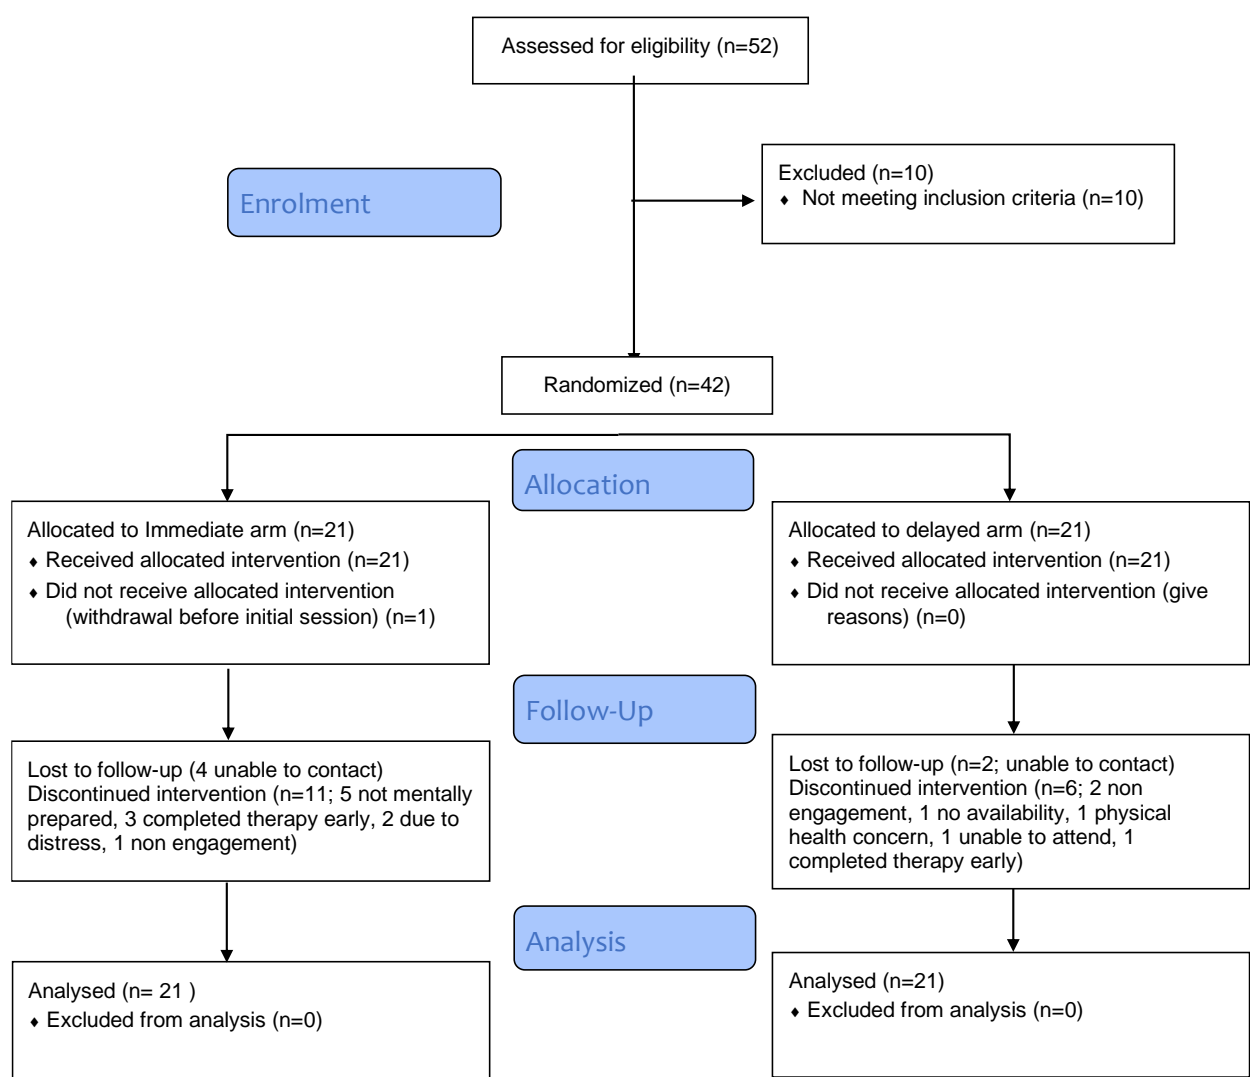 Assessed for eligibility (n=52)
Excluded (n=10)
⬧ Not meeting inclusion criteria (n=10)
Enrolment
Randomized (n=42)
Allocation
Allocated to Immediate arm (n=21)
⬧ Received allocated intervention (n=21)
⬧ Did not receive allocated intervention
(withdrawal before initial session) (n=1)
Allocated to delayed arm (n=21)
⬧ Received allocated intervention (n=21)
⬧ Did not receive allocated intervention (give
reasons) (n=0)
Follow-Up
Lost to follow-up (4 unable to contact)
Discontinued intervention (n=11; 5 not mentally
prepared, 3 completed therapy early, 2 due to
distress, 1 non engagement)
Lost to follow-up (n=2; unable to contact)
Discontinued intervention (n=6; 2 non
engagement, 1 no availability, 1 physical
health concern, 1 unable to attend, 1
completed therapy early)
Analysis
Analysed (n= 21 )
⬧ Excluded from analysis (n=0)
Analysed (n=21)
⬧ Excluded from analysis (n=0)